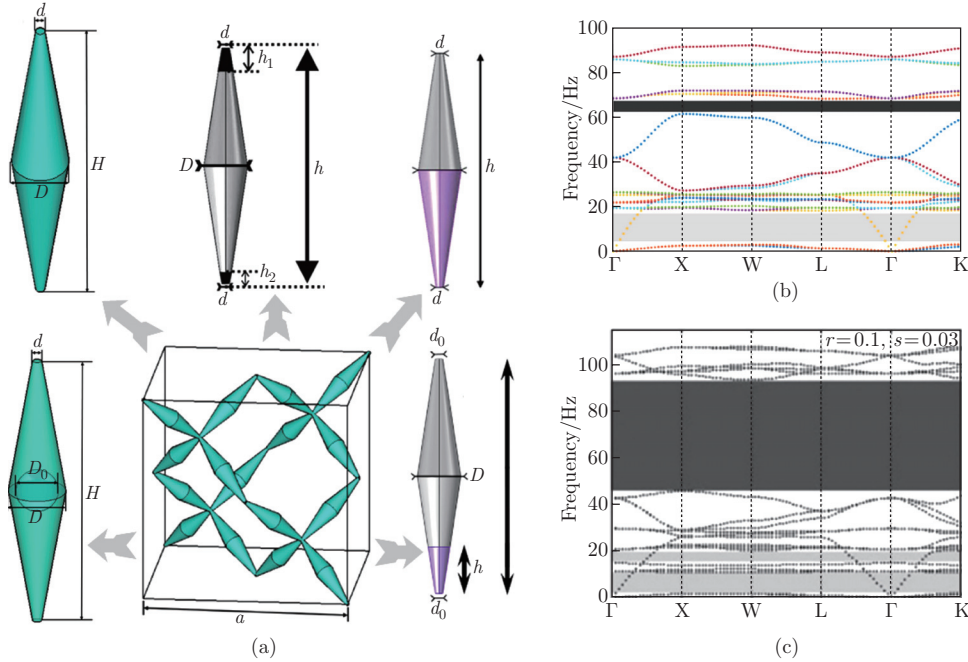 d
H
D
d
h₁
D
h
h₂
d
d
h
d
d
H
D₀
D
a
d₀
D
h
d₀
(a)
Frequency/Hz
100
80
60
40
20
0
Γ X W L Γ K
(b)
r=0.1, s=0.03
Frequency/Hz
100
80
60
40
20
0
Γ X W L Γ K
(c)